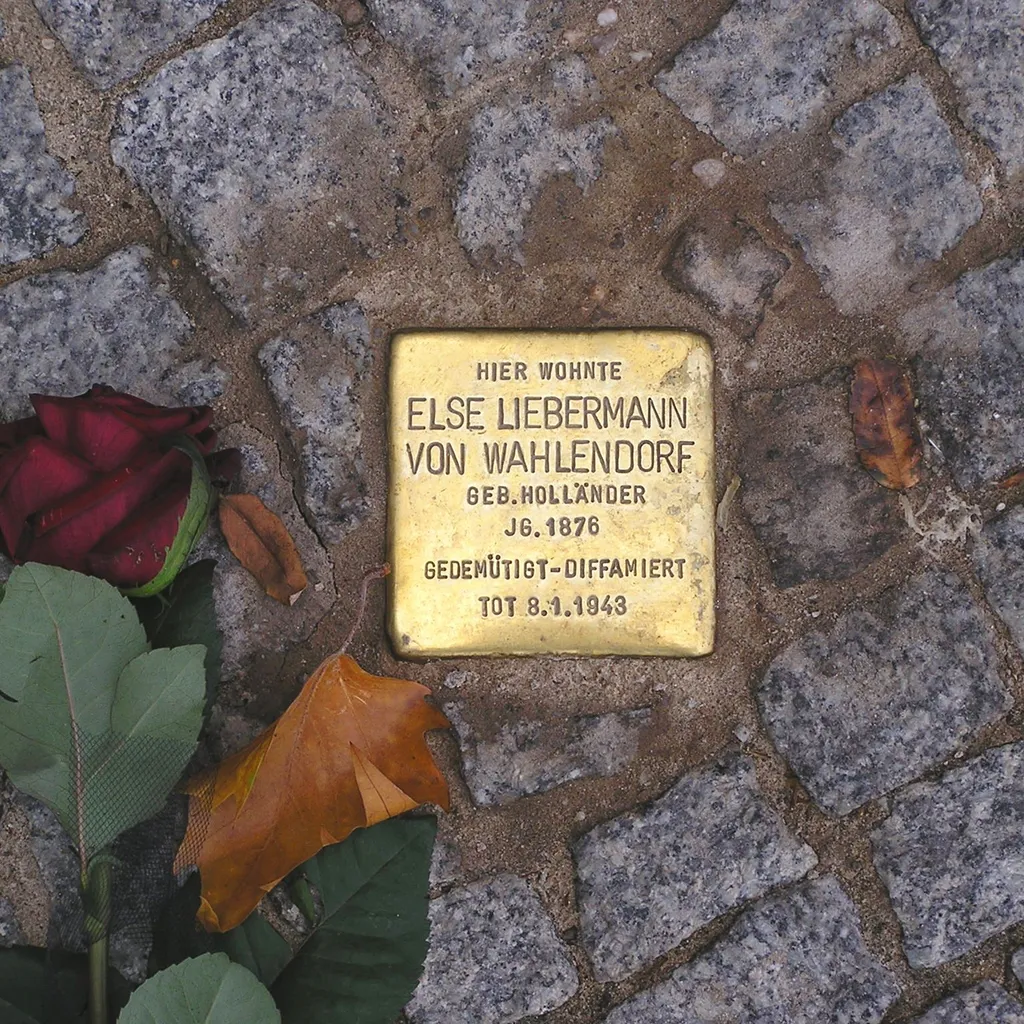 HIER WOHNTE
ELSE LIEBERMANN
VON WAHLENDORF
GEB.HOLLÄNDER
JG.1876
GEDEMÜTIGT-DIFFAMIERT
TOT 8.1.1943